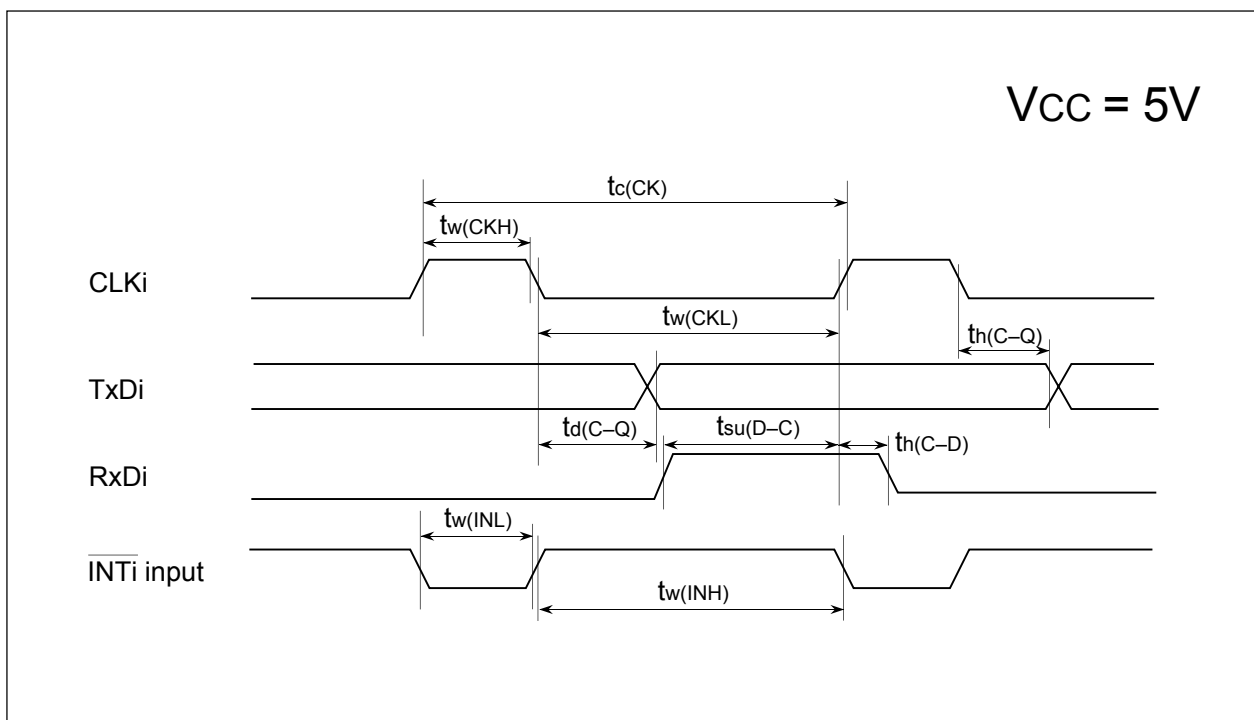 VCC = 5V
tc(CK)
tw(CKH)
CLKi
tw(CKL)
th(C–Q)
TxDi
td(C–Q)
tsu(D–C)
th(C–D)
RxDi
tw(INL)
INTi input
tw(INH)